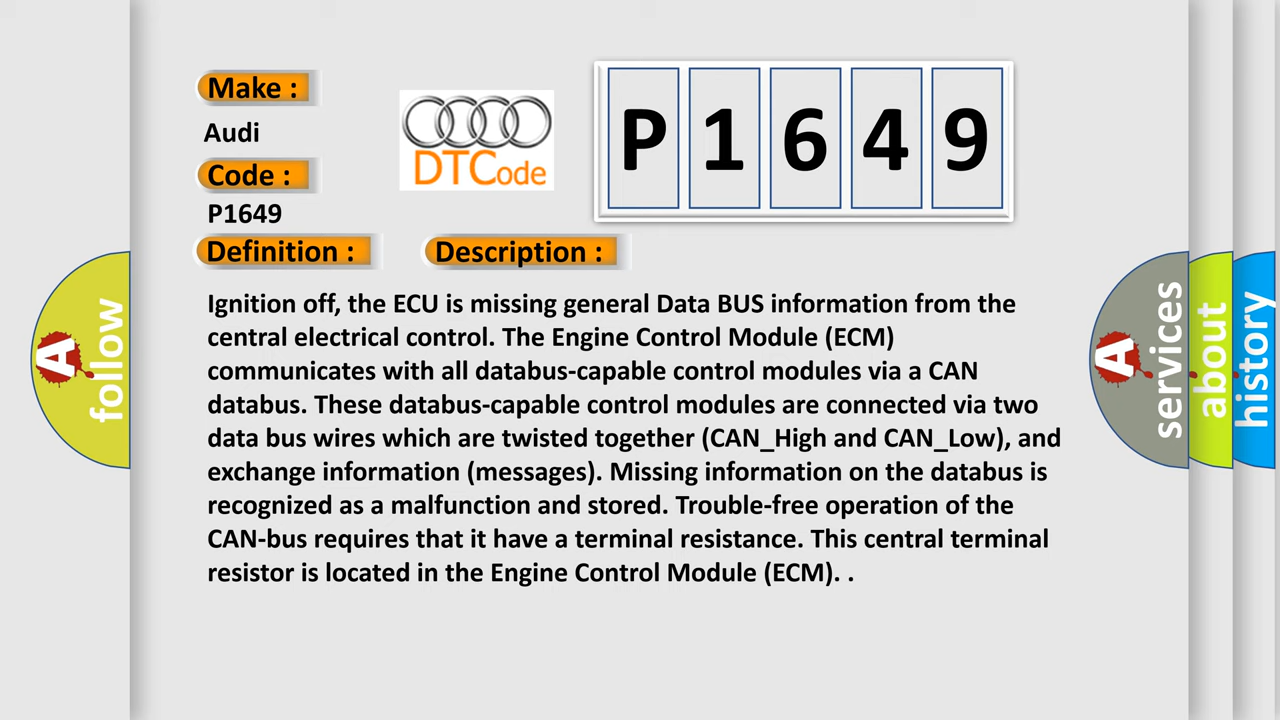 Make :
Audi
Code :
P1649
DTCode
P 1 6 4 9
Definition :
Description :
Ignition off, the ECU is missing general Data BUS information from the
central electrical control. The Engine Control Module (ECM)
communicates with all databus-capable control modules via a CAN
databus. These databus-capable control modules are connected via two
data bus wires which are twisted together (CAN_High and CAN_Low), and
exchange information (messages). Missing information on the databus is
recognized as a malfunction and stored. Trouble-free operation of the
CAN-bus requires that it have a terminal resistance. This central terminal
resistor is located in the Engine Control Module (ECM). .
A
follow
A
services
about
history